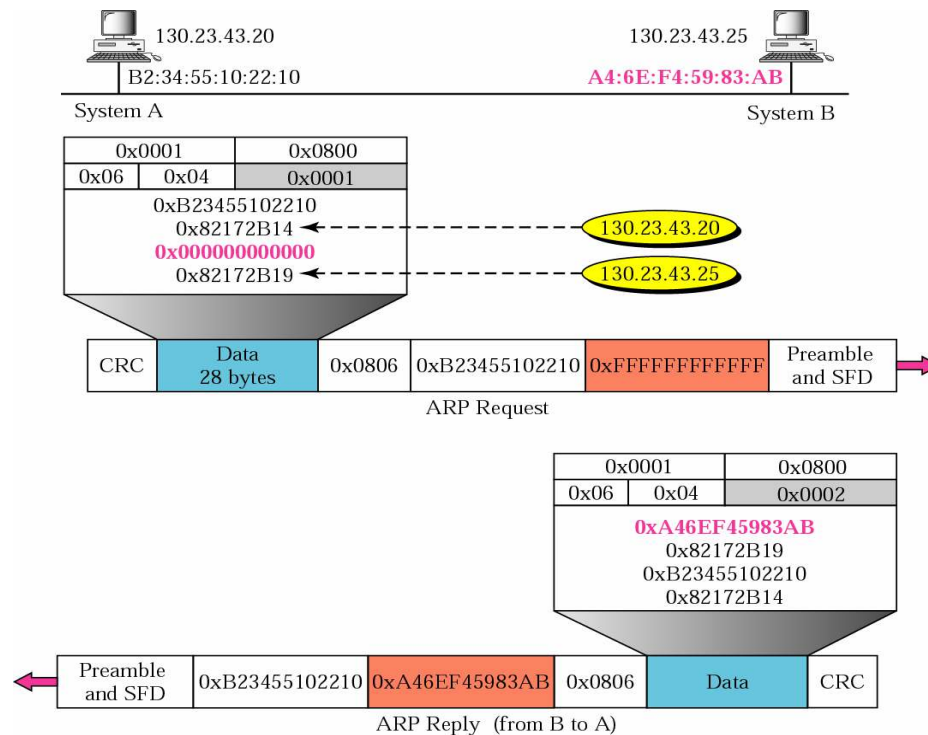 130.23.43.20 130.23.43.25
B2:34:55:10:22:10 A4:6E:F4:59:83:AB
System A System B
0x0001 0x0800
0x06 0x04 0x0001
0xB23455102210
0x82172B14 130.23.43.20
0x000000000000
0x82172B19 130.23.43.25
CRC Data 28 bytes 0x0806 0xB23455102210 0xFFFFFFFFFFFF Preamble and SFD
ARP Request
0x0001 0x0800
0x06 0x04 0x0002
0xA46EF45983AB
0x82172B19
0xB23455102210
0x82172B14
Preamble and SFD 0xB23455102210 0xA46EF45983AB 0x0806 Data CRC
ARP Reply (from B to A)